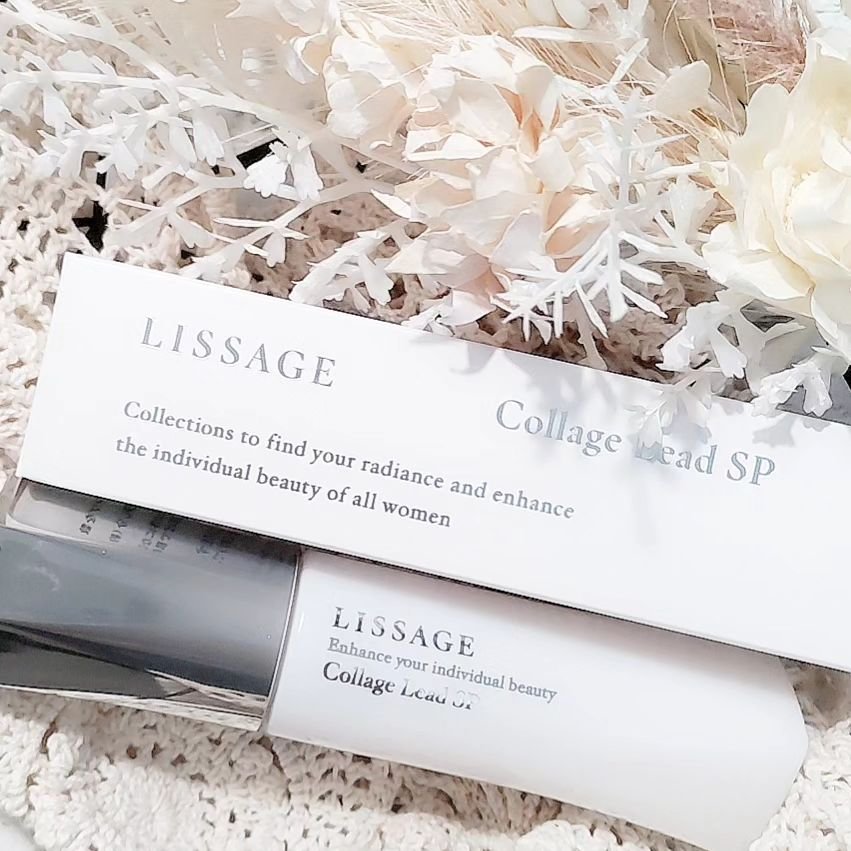 LISSAGE
Collections to find your radiance and enhance
the individual beauty of all women
Collage Lead SP
LISSAGE
Enhance your individual beauty
Collage Lead SP